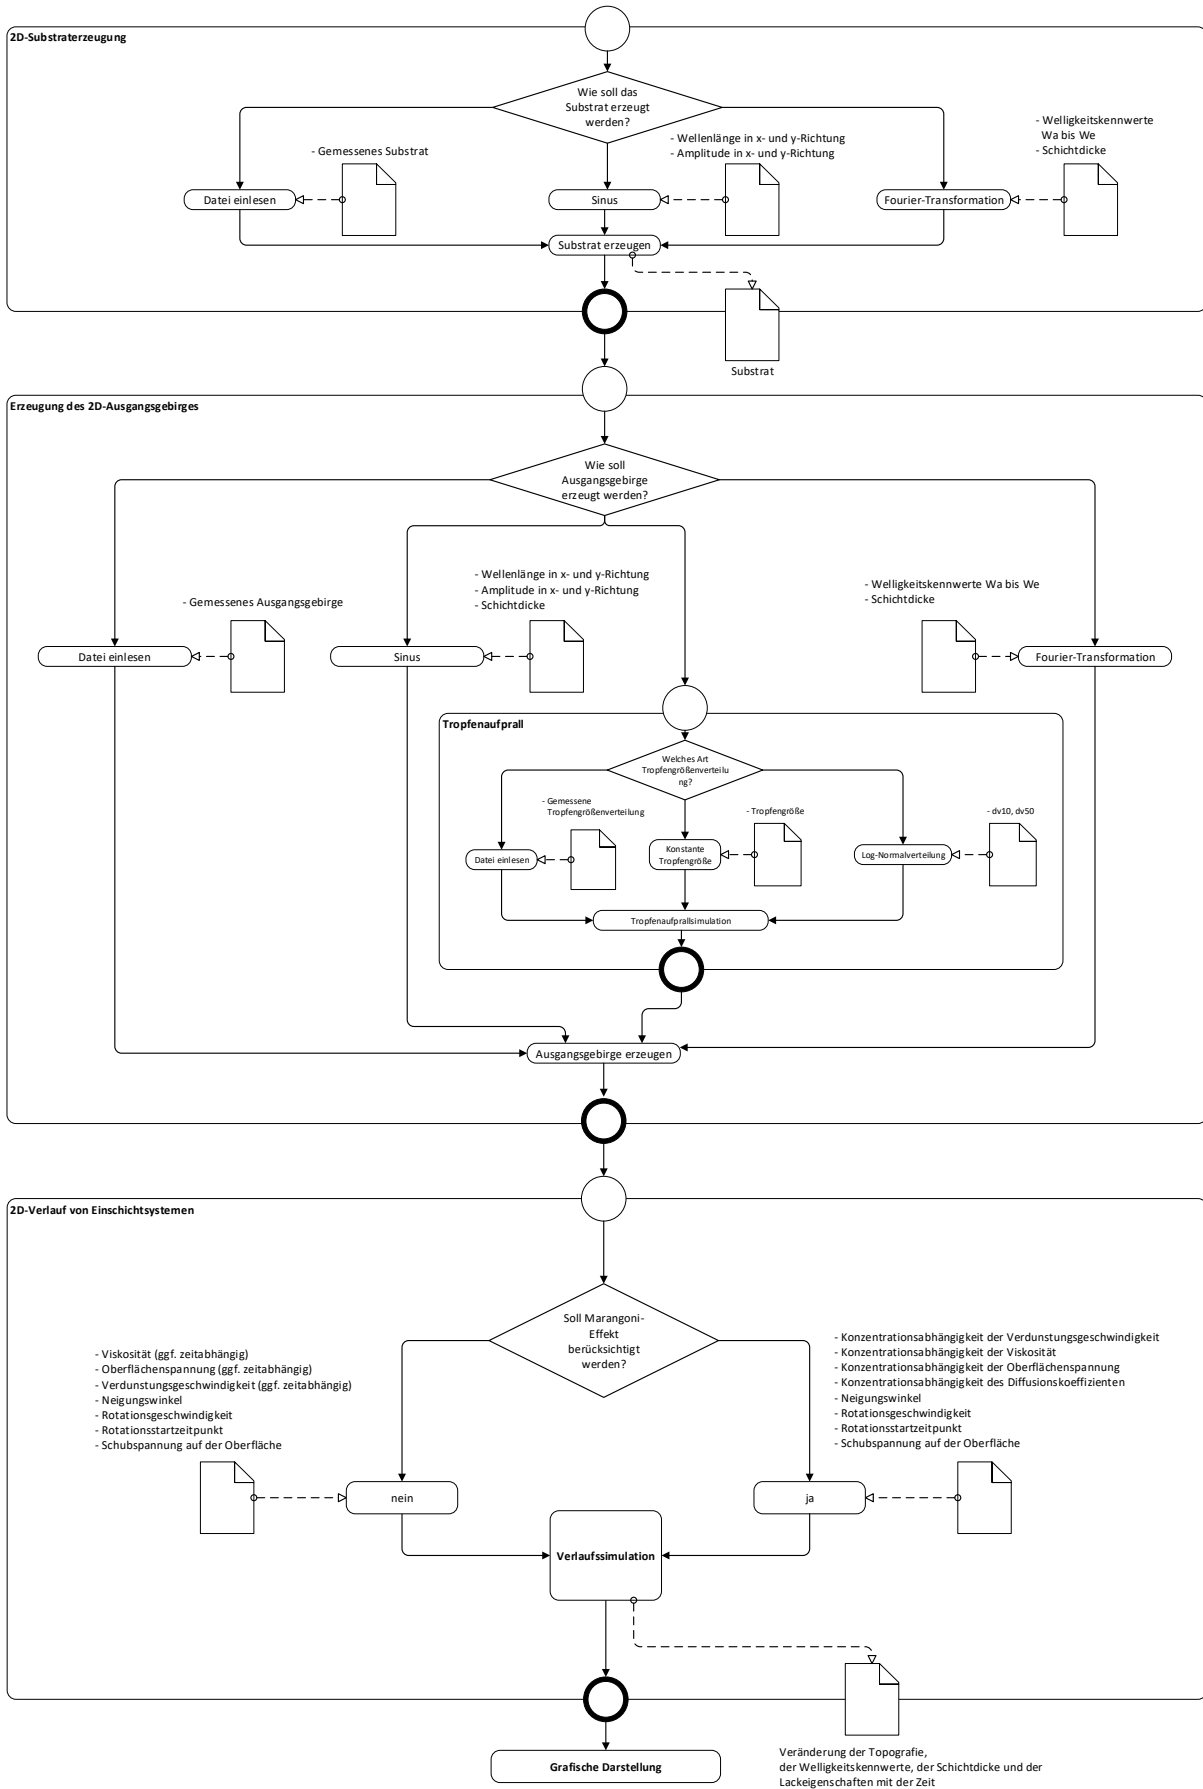 2D-Substraterzeugung
Wie soll das
Substrat erzeugt
werden?
- Gemessenes Substrat
- Wellenlänge in x- und y-Richtung
- Amplitude in x- und y-Richtung
- Welligkeitskennwerte
Wa bis We
- Schichtdicke
Datei einlesen
Sinus
Fourier-Transformation
Substrat erzeugen
Substrat
Erzeugung des 2D-Ausgangsgebirges
Wie soll
Ausgangsgebirge
erzeugt werden?
- Gemessenes Ausgangsgebirge
- Wellenlänge in x- und y-Richtung
- Amplitude in x- und y-Richtung
- Schichtdicke
- Welligkeitskennwerte Wa bis We
- Schichtdicke
Datei einlesen
Sinus
Fourier-Transformation
Tropfenaufprall
Welches Art
Tropfengrößenverteilu
ng?
- Gemessene
Tropfengrößenverteilung
- Tropfengröße
- dv10, dv50
Datei einlesen
Konstante
Tropfengröße
Log-Normalverteilung
Tropfenaufprallsimulation
Ausgangsgebirge erzeugen
2D-Verlauf von Einschichtsystemen
Soll Marangoni-
Effekt
berücksichtigt
werden?
- Viskosität (ggf. zeitabhängig)
- Oberflächenspannung (ggf. zeitabhängig)
- Verdunstungsgeschwindigkeit (ggf. zeitabhängig)
- Neigungswinkel
- Rotationsgeschwindigkeit
- Rotationsstartzeitpunkt
- Schubspannung auf der Oberfläche
- Konzentrationsabhängigkeit der Verdunstungsgeschwindigkeit
- Konzentrationsabhängigkeit der Viskosität
- Konzentrationsabhängigkeit der Oberflächenspannung
- Konzentrationsabhängigkeit des Diffusionskoeffizienten
- Neigungswinkel
- Rotationsgeschwindigkeit
- Rotationsstartzeitpunkt
- Schubspannung auf der Oberfläche
nein
ja
Verlaufssimulation
Grafische Darstellung
Veränderung der Topografie,
der Welligkeitskennwerte, der Schichtdicke und der
Lackeigenschaften mit der Zeit